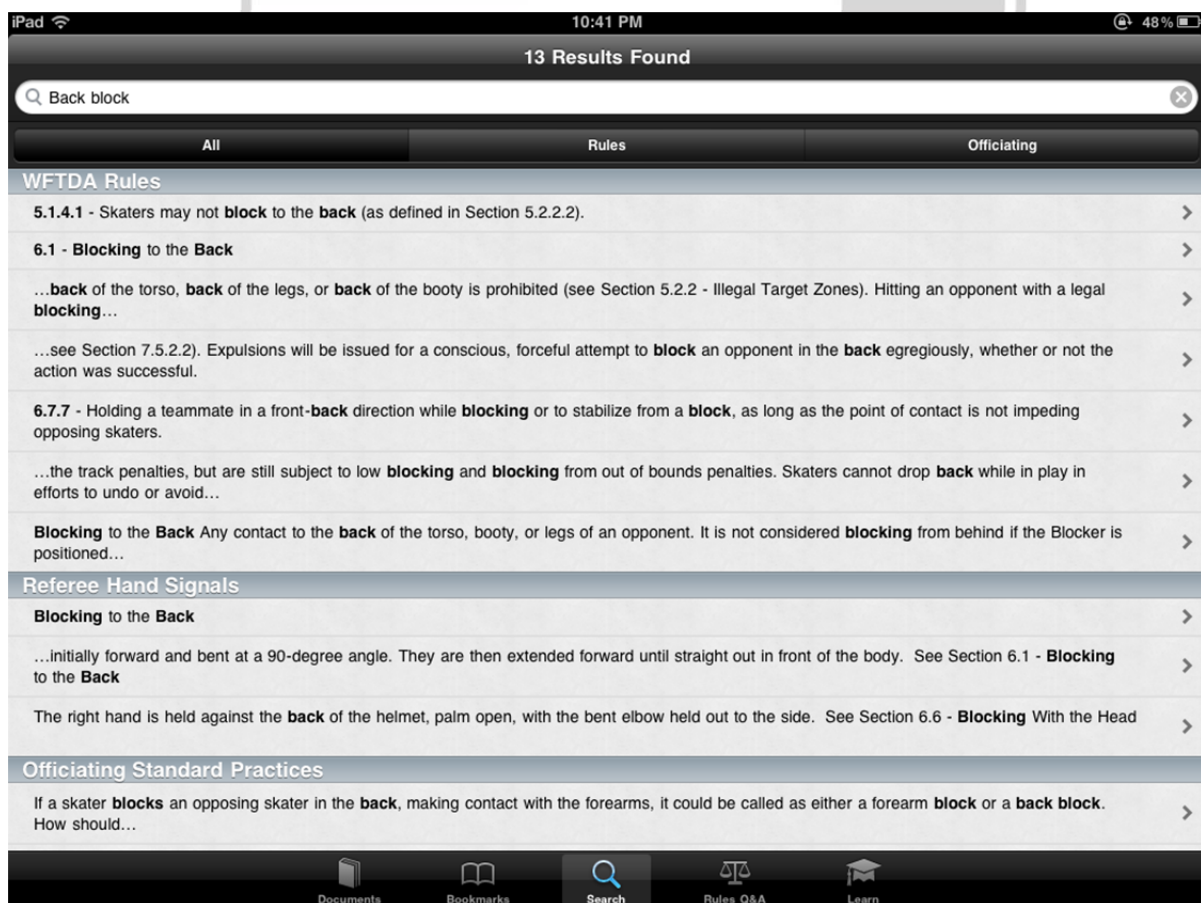 iPad 10:41 PM 48%
13 Results Found
Back block
All Rules Officiating
WFTDA Rules
5.1.4.1 - Skaters may not block to the back (as defined in Section 5.2.2.2).
6.1 - Blocking to the Back
…back of the torso, back of the legs, or back of the booty is prohibited (see Section 5.2.2 - Illegal Target Zones). Hitting an opponent with a legal
blocking…
…see Section 7.5.2.2). Expulsions will be issued for a conscious, forceful attempt to block an opponent in the back egregiously, whether or not the
action was successful.
6.7.7 - Holding a teammate in a front-back direction while blocking or to stabilize from a block, as long as the point of contact is not impeding
opposing skaters.
…the track penalties, but are still subject to low blocking and blocking from out of bounds penalties. Skaters cannot drop back while in play in
efforts to undo or avoid…
Blocking to the Back Any contact to the back of the torso, booty, or legs of an opponent. It is not considered blocking from behind if the Blocker is
positioned…
Referee Hand Signals
Blocking to the Back
…initially forward and bent at a 90-degree angle. They are then extended forward until straight out in front of the body. See Section 6.1 - Blocking
to the Back
The right hand is held against the back of the helmet, palm open, with the bent elbow held out to the side. See Section 6.6 - Blocking With the Head
Officiating Standard Practices
If a skater blocks an opposing skater in the back, making contact with the forearms, it could be called as either a forearm block or a back block.
How should…
Documents Bookmarks Search Rules Q&A Learn